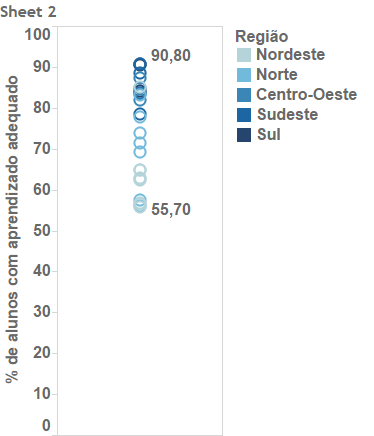 Sheet 2
% de alunos com aprendizado adequado
100
90
80
70
60
50
40
30
20
10
0
90,80
55,70
Região
Nordeste
Norte
Centro-Oeste
Sudeste
Sul